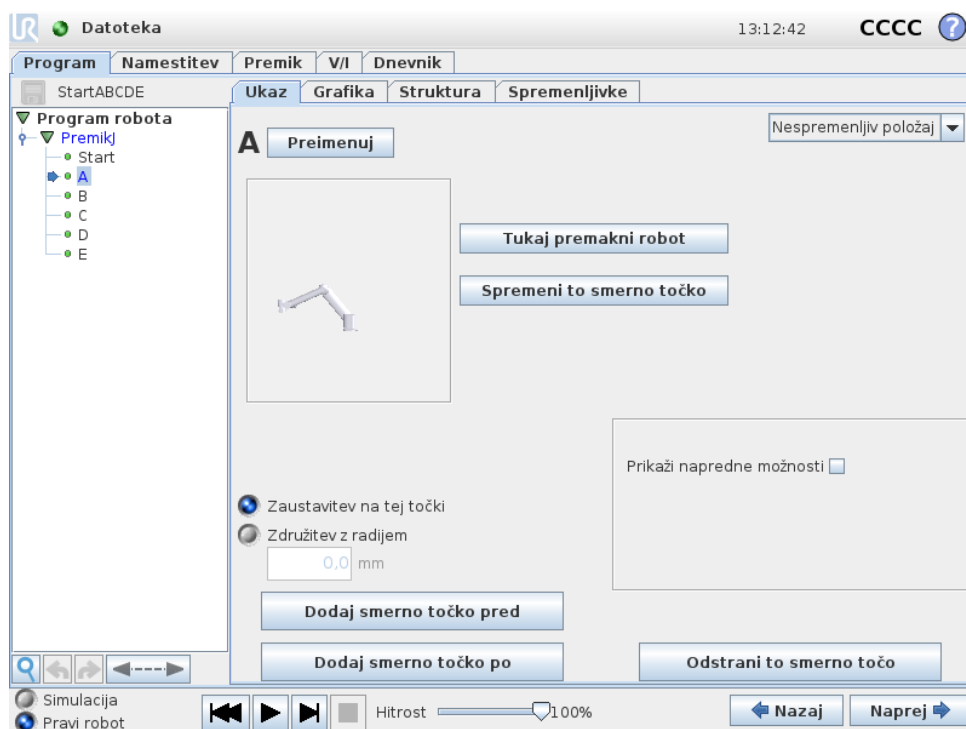 UR Datoteka 13:12:42 CCCC ?
Program Namestitev Premik V/I Dnevnik
StartABCDE
Ukaz Grafika Struktura Spremenljivke
Program robota
PremikJ
Start
A
B
C
D
E
A Preimenuj
Nespremenljiv položaj
Tukaj premakni robot
Spremeni to smerno točko
Prikaži napredne možnosti
Zaustavitev na tej točki
Združitev z radijem
0,0 mm
Dodaj smerno točko pred
Dodaj smerno točko po
Odstrani to smerno točo
Simulacija
Pravi robot
Hitrost 100%
Nazaj Naprej